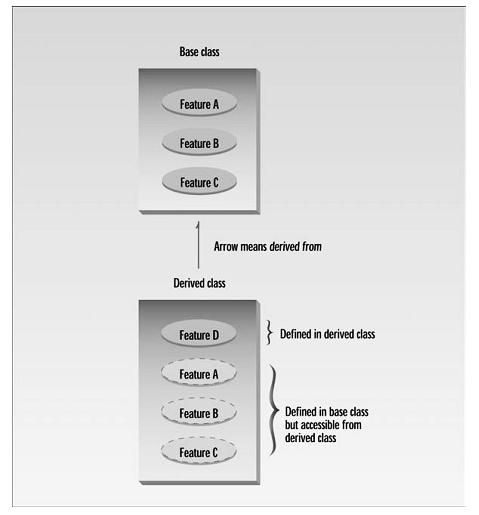 Base class
Feature A
Feature B
Feature C
Arrow means derived from
Derived class
Feature D
Defined in derived class
Feature A
Feature B
Feature C
Defined in base class
but accessible from
derived class